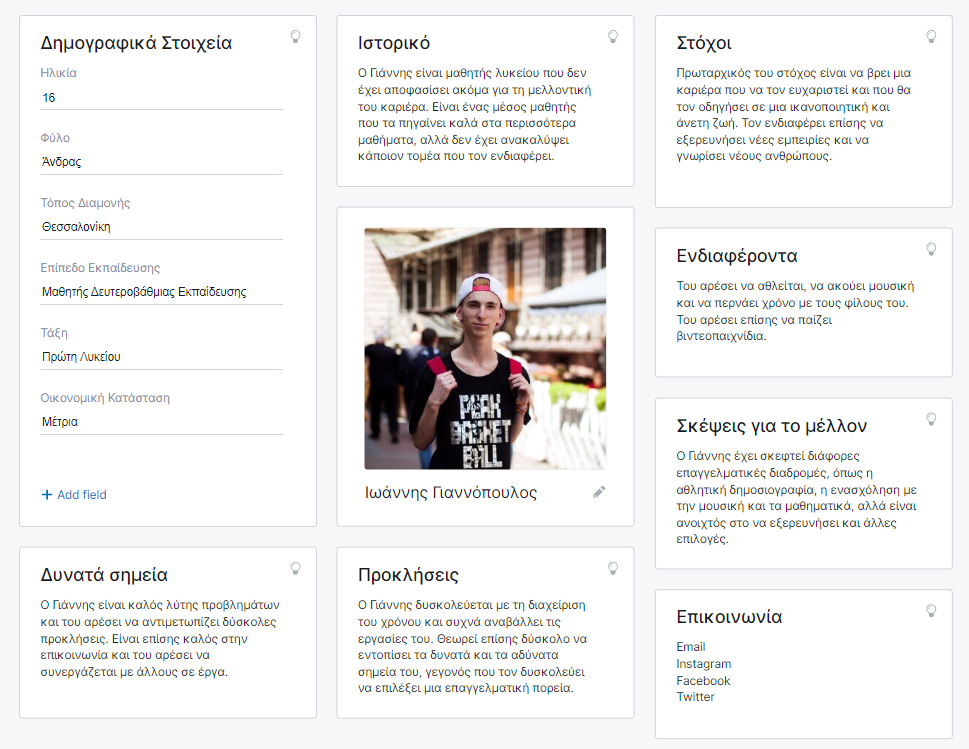 Δημογραφικά Στοιχεία
Ηλικία
16
Φύλο
Άνδρας
Τόπος Διαμονής
Θεσσαλονίκη
Επίπεδο Εκπαίδευσης
Μαθητής Δευτεροβάθμιας Εκπαίδευσης
Τάξη
Πρώτη Λυκείου
Οικονομική Κατάσταση
Μέτρια
+ Add field
Δυνατά σημεία
Ο Γιάννης είναι καλός λύτης προβλημάτων
και του αρέσει να αντιμετωπίζει δύσκολες
προκλήσεις. Είναι επίσης καλός στην
επικοινωνία και του αρέσει να
συνεργάζεται με άλλους σε έργα.
Ιστορικό
Ο Γιάννης είναι μαθητής λυκείου που δεν
έχει αποφασίσει ακόμα για τη μελλοντική
του καριέρα. Είναι ένας μέσος μαθητής
που τα πηγαίνει καλά στα περισσότερα
μαθήματα, αλλά δεν έχει ανακαλύψει
κάποιον τομέα που τον ενδιαφέρει.
PEAK
BASKET
BALL
Ιωάννης Γιαννόπουλος
Προκλήσεις
Ο Γιάννης δυσκολεύεται με τη διαχείριση
του χρόνου και συχνά αναβάλλει τις
εργασίες του. Θεωρεί επίσης δύσκολο να
εντοπίσει τα δυνατά και τα αδύνατα
σημεία του, γεγονός που τον δυσκολεύει
να επιλέξει μια επαγγελματική πορεία.
Στόχοι
Πρωταρχικός του στόχος είναι να βρει μια
καριέρα που να τον ευχαριστεί και που θα
τον οδηγήσει σε μια ικανοποιητική και
άνετη ζωή. Τον ενδιαφέρει επίσης να
εξερευνήσει νέες εμπειρίες και να
γνωρίσει νέους ανθρώπους.
Ενδιαφέροντα
Του αρέσει να αθλείται, να ακούει μουσική
και να περνάει χρόνο με τους φίλους του.
Του αρέσει επίσης να παίζει
βιντεοπαιχνίδια.
Σκέψεις για το μέλλον
Ο Γιάννης έχει σκεφτεί διάφορες
επαγγελματικές διαδρομές, όπως η
αθλητική δημοσιογραφία, η ενασχόληση με
την μουσική και τα μαθηματικά, αλλά είναι
ανοιχτός στο να εξερευνήσει και άλλες
επιλογές.
Επικοινωνία
Email
Instagram
Facebook
Twitter